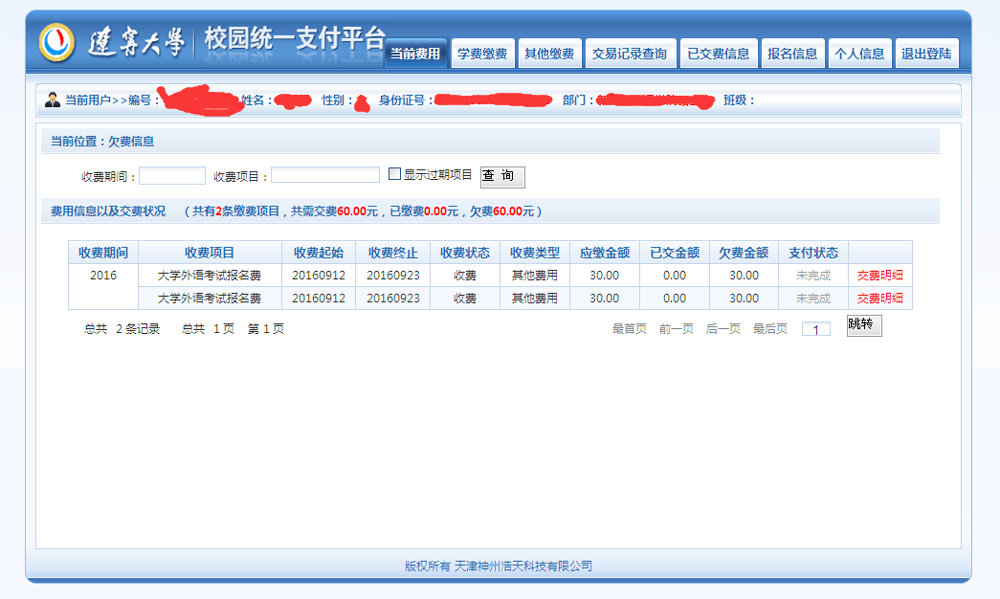 辽宁大学 校园统一支付平台
当前费用 学费缴费 其他缴费 交易记录查询 已交费信息 报名信息 个人信息 退出登陆
当前用户>>编号： 姓名： 性别： 身份证号： 部门： 班级：
当前位置：欠费信息
收费期间： 收费项目： 显示过期项目 查 询
费用信息以及交费状况 （共有2条缴费项目，共需交费60.00元，已缴费0.00元，欠费60.00元）
收费期间 收费项目 收费起始 收费终止 收费状态 收费类型 应缴金额 已交金额 欠费金额 支付状态
2016 大学外语考试报名费 20160912 20160923 收费 其他费用 30.00 0.00 30.00 未完成 交费明细
大学外语考试报名费 20160912 20160923 收费 其他费用 30.00 0.00 30.00 未完成 交费明细
总共 2 条记录 总共 1 页 第 1 页 最首页 前一页 后一页 最后页 1 跳转
版权所有 天津神州浩天科技有限公司